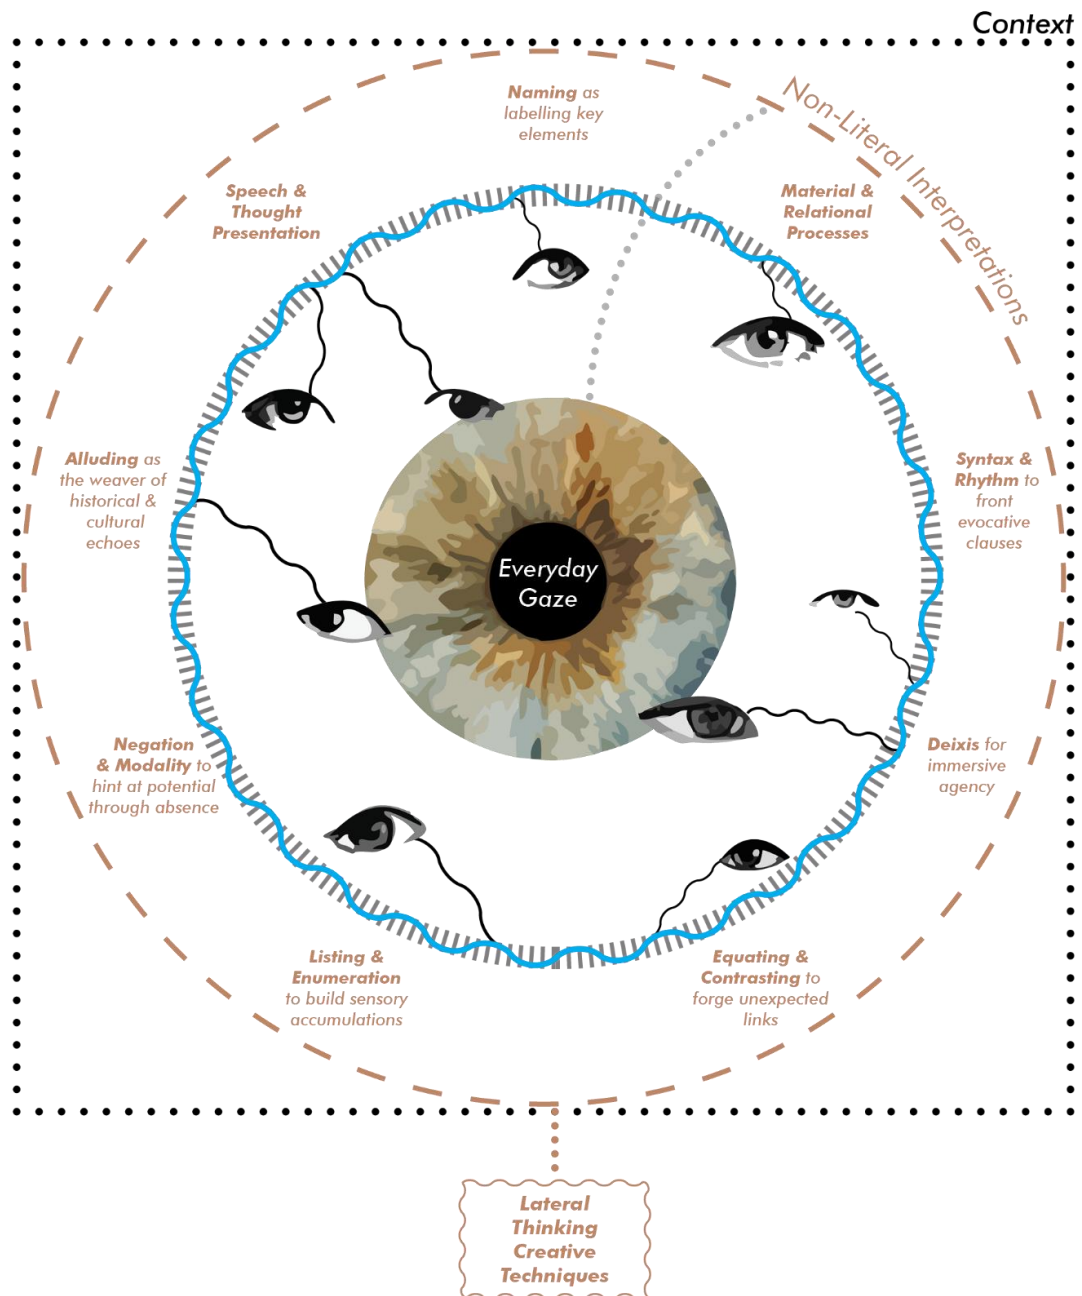 Context
Non-Literal Interpretations
Naming as
labelling key
elements
Speech &
Thought
Presentation
Material &
Relational
Processes
Alluding as
the weaver of
historical &
cultural
echoes
Syntax &
Rhythm to
front
evocative
clauses
Everyday
Gaze
Negation
& Modality to
hint at potential
through absence
Deixis for
immersive
agency
Listing &
Enumeration
to build sensory
accumulations
Equating &
Contrasting to
forge unexpected
links
Lateral
Thinking
Creative
Techniques